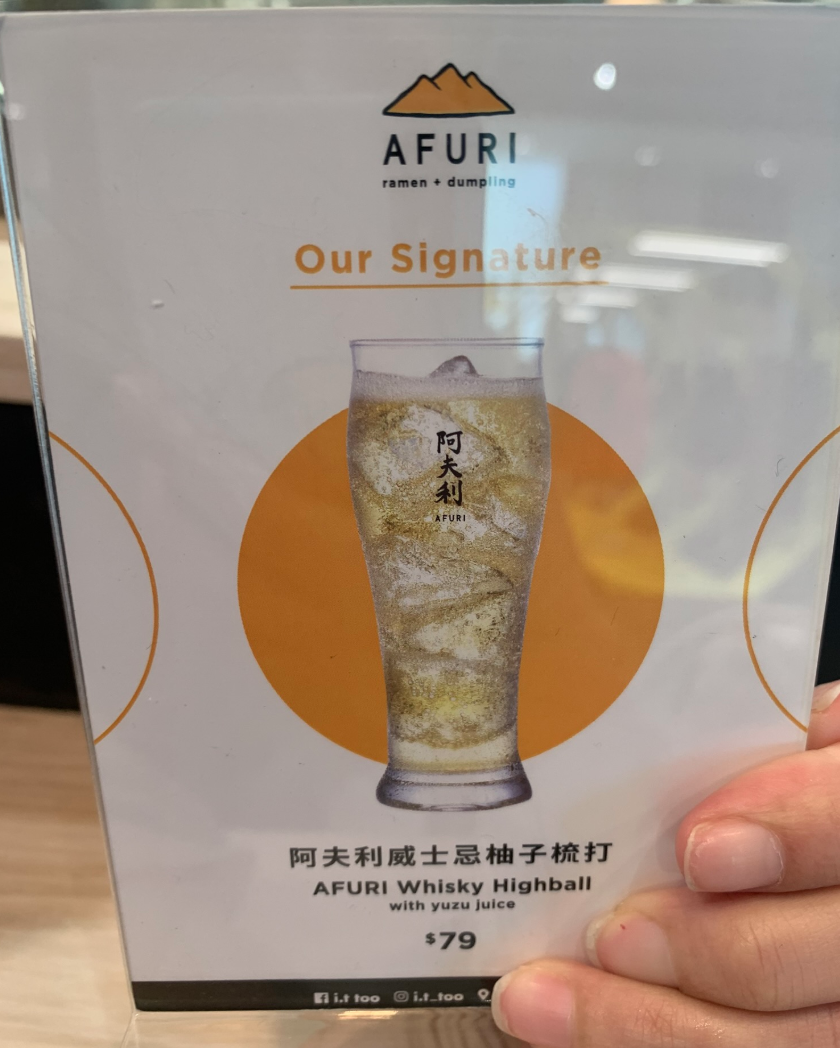 AFURI
ramen + dumpling
Our Signature
阿
夫
利
AFURI
阿夫利威士忌柚子梳打
AFURI Whisky Highball
with yuzu juice
$79
i.t too i.t_too